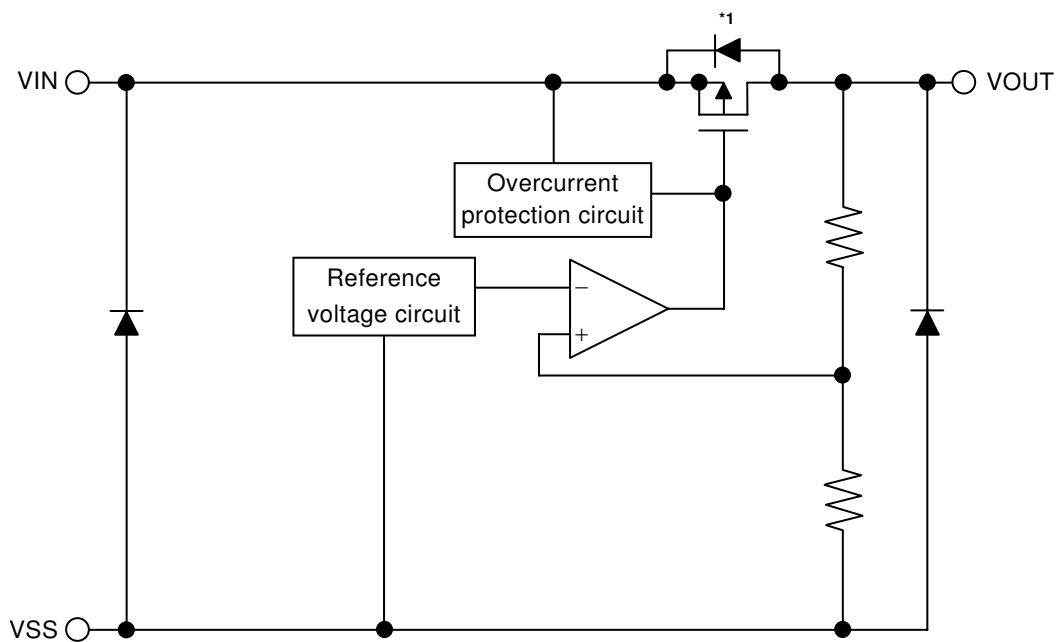 *1
VIN
VOUT
Overcurrent
protection circuit
Reference
voltage circuit
−
+
VSS